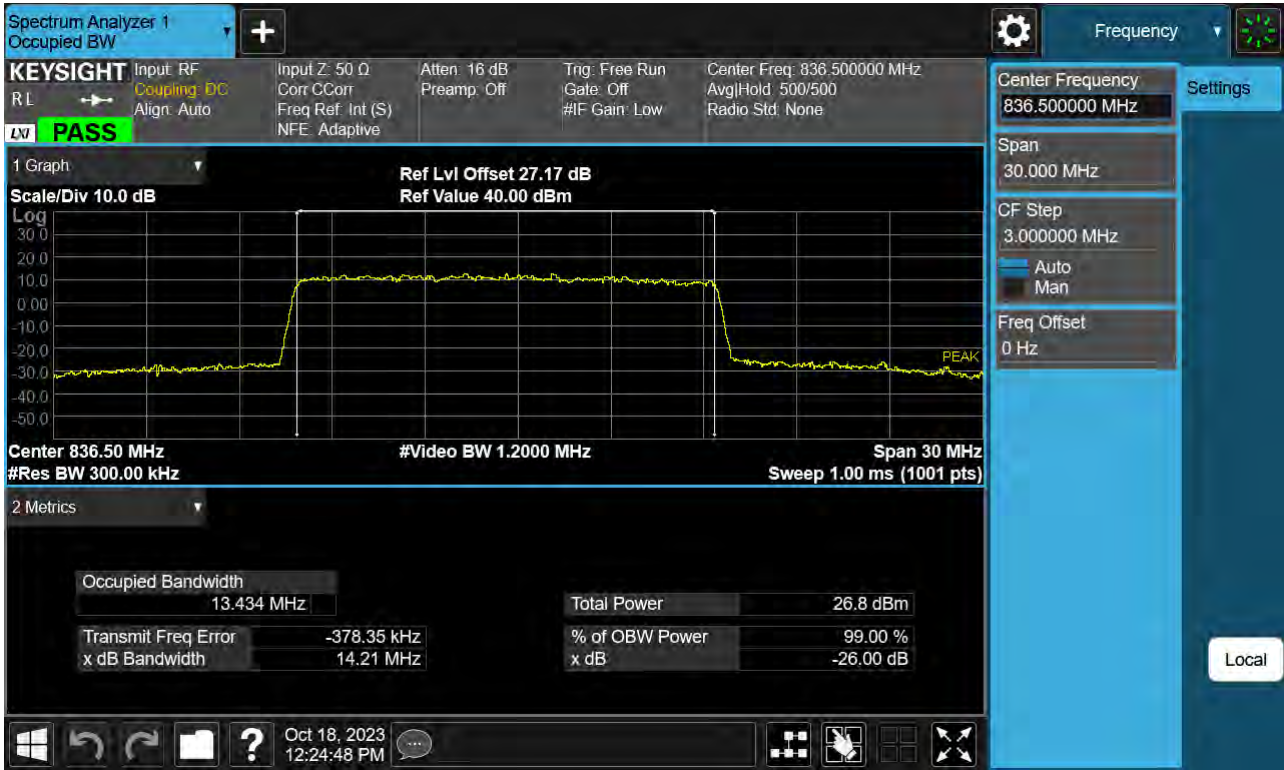 Spectrum Analyzer 1
Occupied BW
+
Frequency
KEYSIGHT
RL
LXI PASS
Input: RF
Coupling: DC
Align: Auto
Input Z: 50 Ω
Corr CCorr
Freq Ref: Int (S)
NFE: Adaptive
Atten: 16 dB
Preamp: Off
Trig: Free Run
Gate: Off
#IF Gain: Low
Center Freq: 836.500000 MHz
Avg|Hold: 500/500
Radio Std: None
Center Frequency
836.500000 MHz
Settings
Span
30.000 MHz
CF Step
3.000000 MHz
Auto
Man
Freq Offset
0 Hz
1 Graph
Scale/Div 10.0 dB
Ref Lvl Offset 27.17 dB
Ref Value 40.00 dBm
Log
30.0
20.0
10.0
0.00
-10.0
-20.0
-30.0
-40.0
-50.0
PEAK
Center 836.50 MHz
#Video BW 1.2000 MHz
Span 30 MHz
#Res BW 300.00 kHz
Sweep 1.00 ms (1001 pts)
2 Metrics
Occupied Bandwidth
13.434 MHz
Total Power 26.8 dBm
Transmit Freq Error -378.35 kHz
% of OBW Power 99.00 %
x dB Bandwidth 14.21 MHz
x dB -26.00 dB
Local
?
Oct 18, 2023
12:24:48 PM